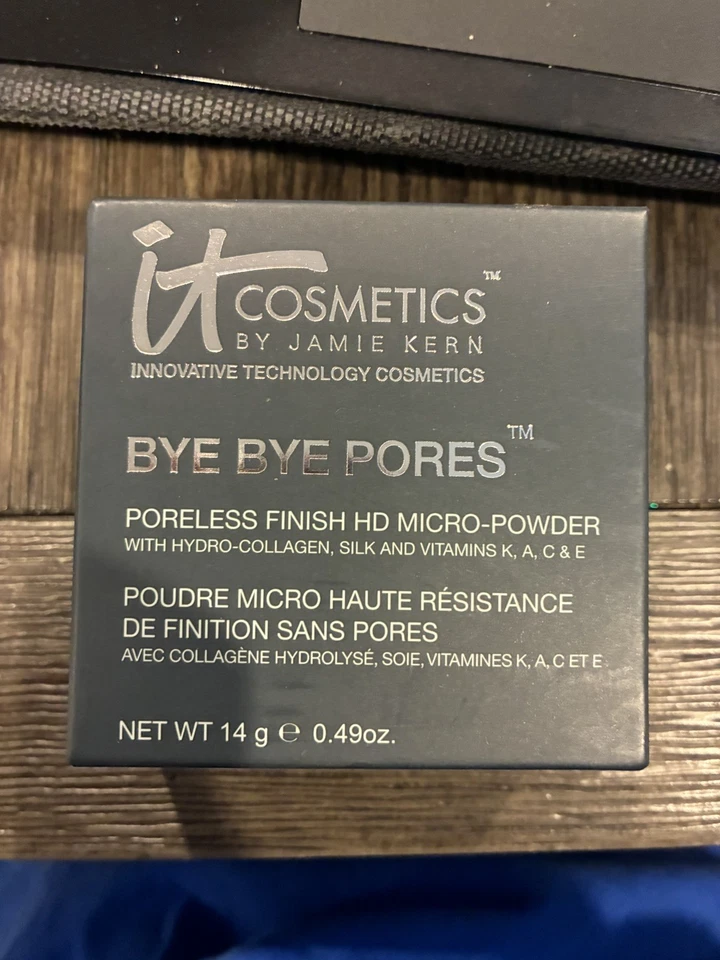 it COSMETICS™
BY JAMIE KERN
INNOVATIVE TECHNOLOGY COSMETICS
BYE BYE PORES™
PORELESS FINISH HD MICRO-POWDER
WITH HYDRO-COLLAGEN, SILK AND VITAMINS K, A, C & E
POUDRE MICRO HAUTE RÉSISTANCE
DE FINITION SANS PORES
AVEC COLLAGÈNE HYDROLYSÉ, SOIE, VITAMINES K, A, C ET E
NET WT 14 g ℮ 0.49oz.